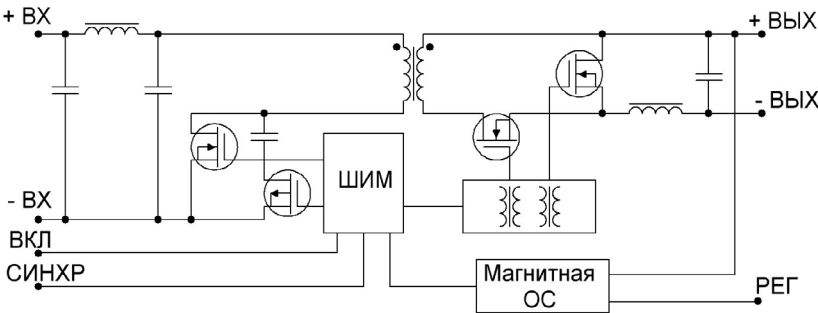 + ВХ
+ ВЫХ
- ВЫХ
ШИМ
- ВХ
ВКЛ
СИНХР
Магнитная
ОС
РЕГ